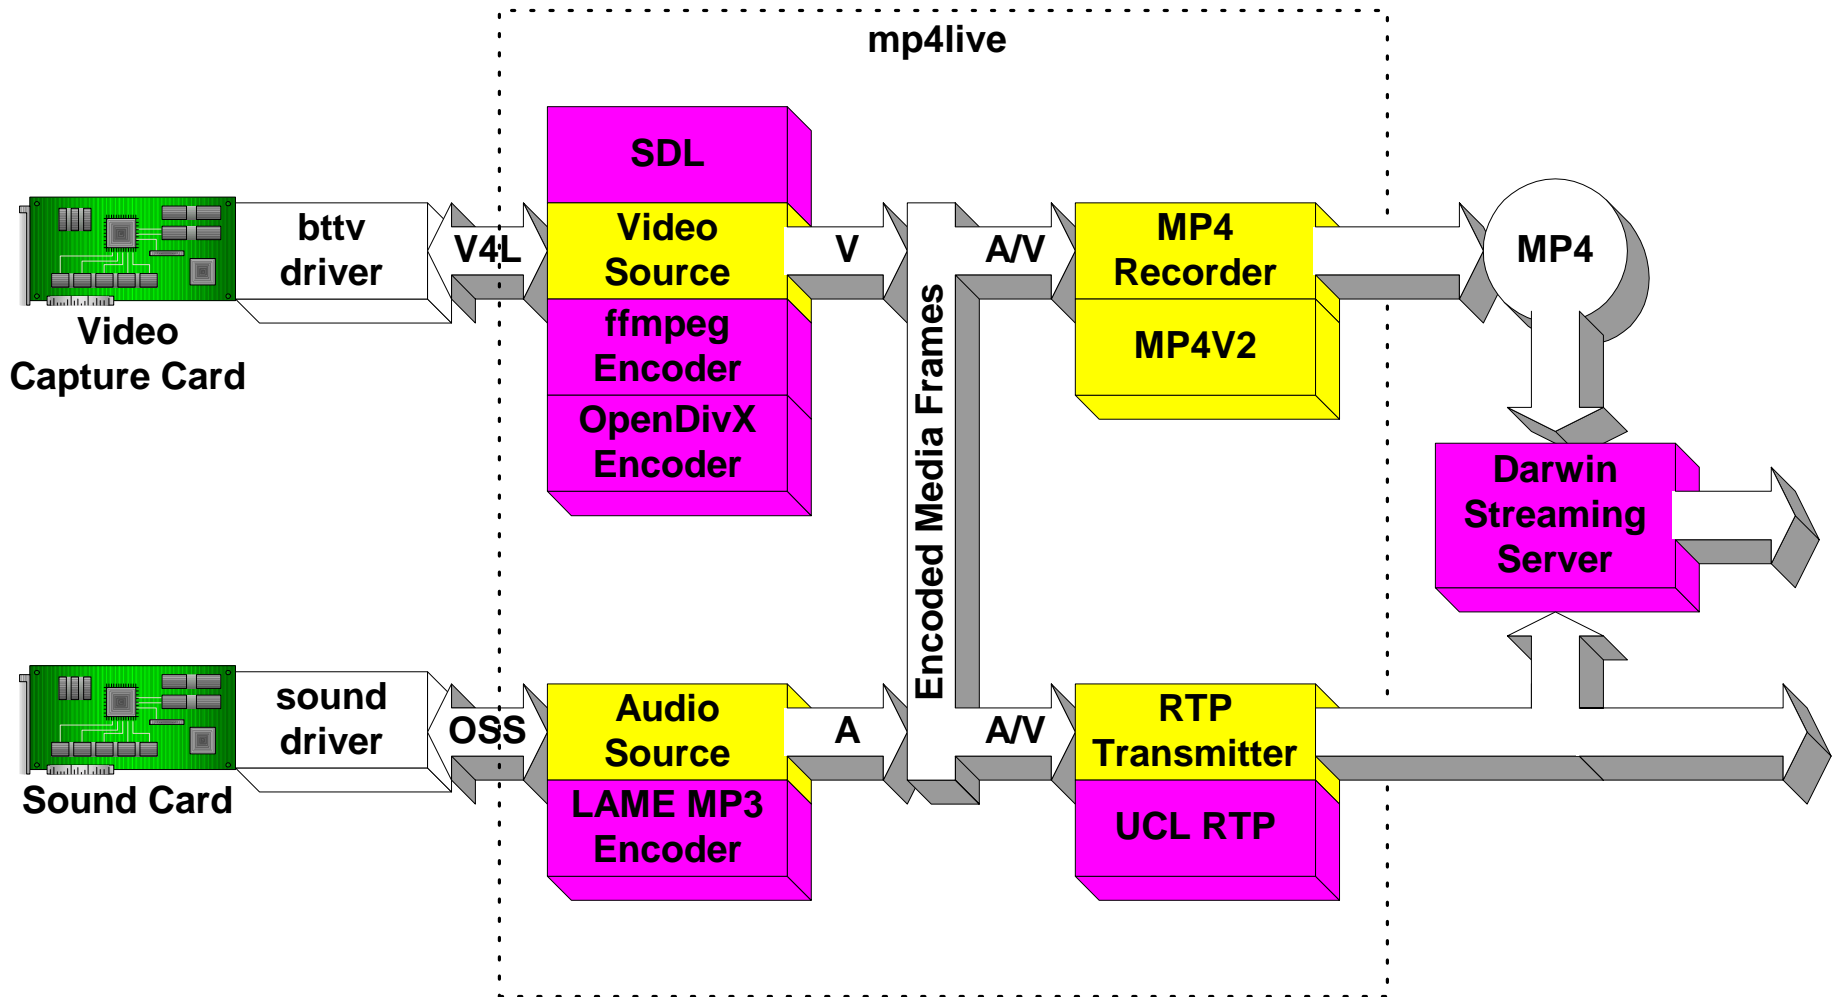 mp4live
SDL
bttv
driver
V4L
Video
Source
V
A/V
MP4
Recorder
MP4
Video
Capture Card
ffmpeg
Encoder
MP4V2
OpenDivX
Encoder
Encoded Media Frames
Darwin
Streaming
Server
sound
driver
OSS
Audio
Source
A
A/V
RTP
Transmitter
Sound Card
LAME MP3
Encoder
UCL RTP